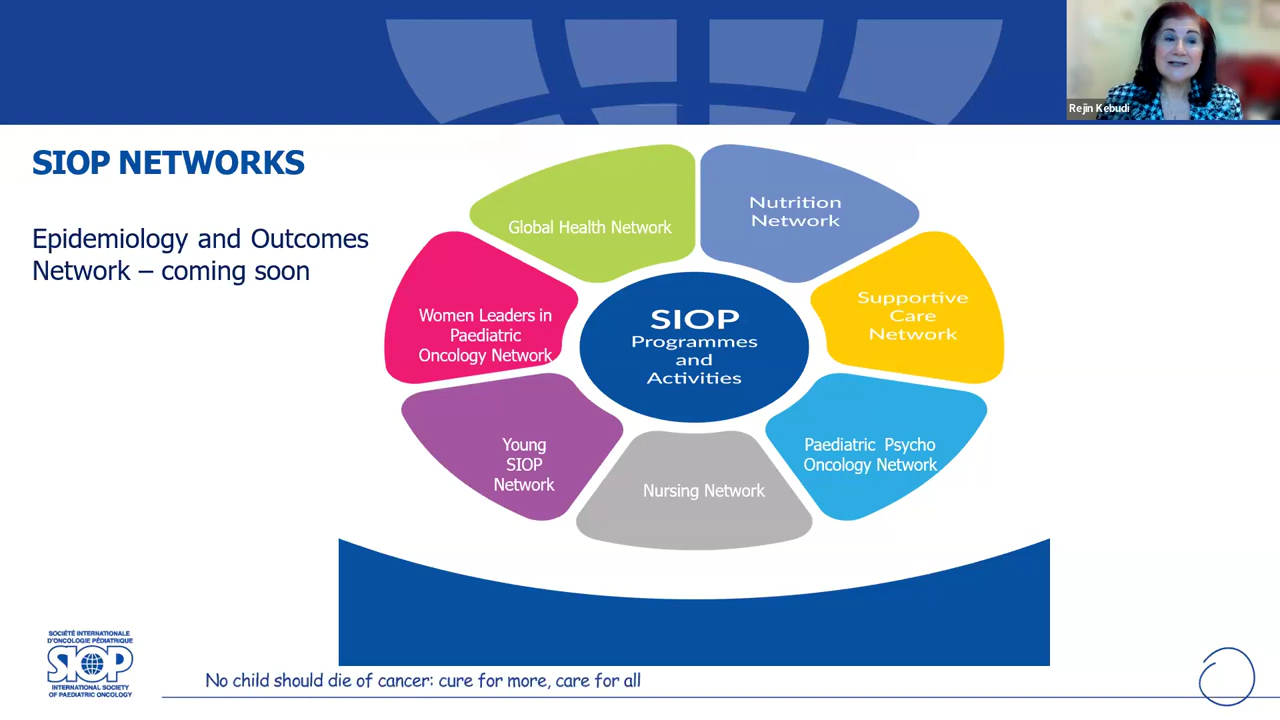 Rejin Kebudi
SIOP NETWORKS
Epidemiology and Outcomes
Network – coming soon
Global Health Network
Nutrition
Network
Supportive
Care
Network
Paediatric Psycho
Oncology Network
Nursing Network
Young
SIOP
Network
Women Leaders in
Paediatric
Oncology Network
SIOP
Programmes
and
Activities
SOCIÉTÉ INTERNATIONALE
D'ONCOLOGIE PÉDIATRIQUE
SIOP
INTERNATIONAL SOCIETY
OF PAEDIATRIC ONCOLOGY
No child should die of cancer: cure for more, care for all